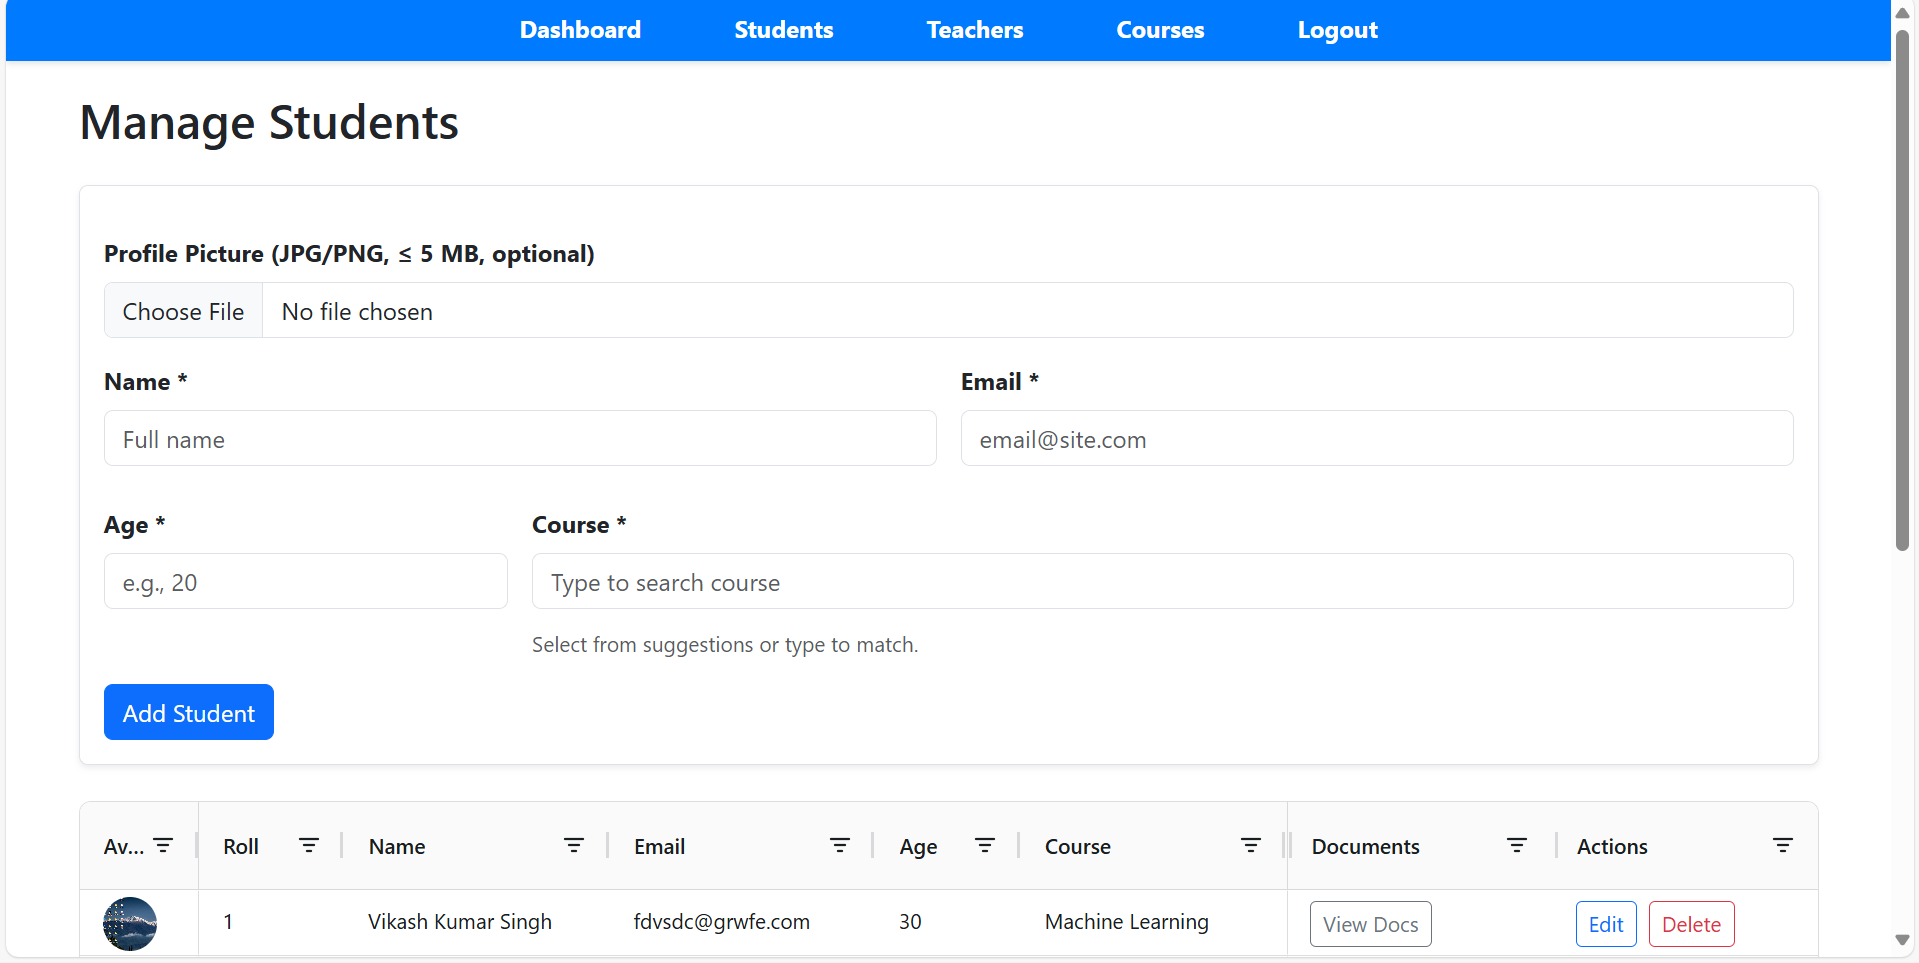 Dashboard Students Teachers Courses Logout
Manage Students
Profile Picture (JPG/PNG, ≤ 5 MB, optional)
Choose File No file chosen
Name * Email *
Full name email@site.com
Age * Course *
e.g., 20 Type to search course
Select from suggestions or type to match.
Add Student
Av... Roll Name Email Age Course Documents Actions
1 Vikash Kumar Singh fdvsdc@grwfe.com 30 Machine Learning View Docs Edit Delete